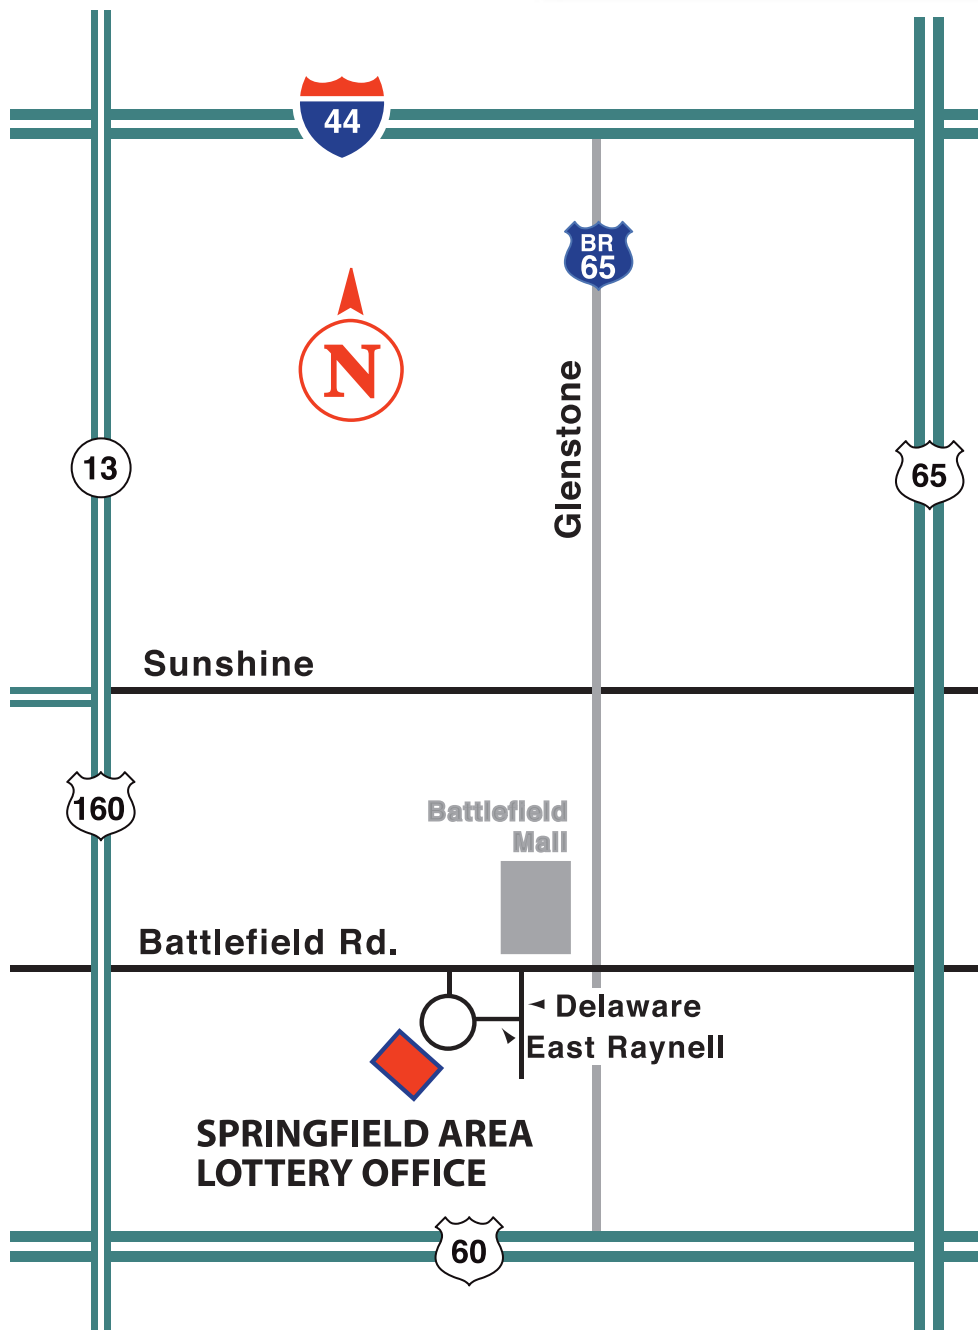 44
BR
65
N
Glenstone
13
65
Sunshine
160
Battlefield
Mall
Battlefield Rd.
Delaware
East Raynell
SPRINGFIELD AREA
LOTTERY OFFICE
60